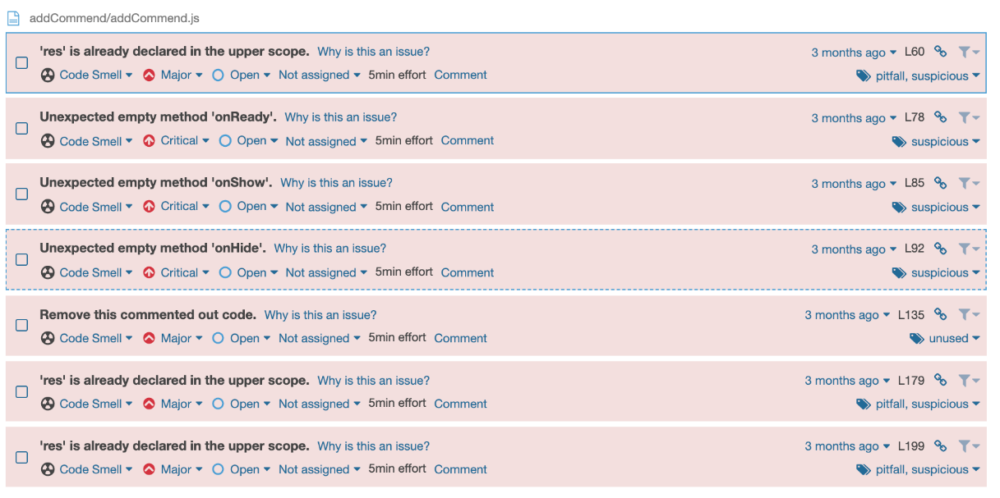 addCommend/addCommend.js
'res' is already declared in the upper scope. Why is this an issue? 3 months ago L60
Code Smell Major Open Not assigned 5min effort Comment pitfall, suspicious
Unexpected empty method 'onReady'. Why is this an issue? 3 months ago L78
Code Smell Critical Open Not assigned 5min effort Comment suspicious
Unexpected empty method 'onShow'. Why is this an issue? 3 months ago L85
Code Smell Critical Open Not assigned 5min effort Comment suspicious
Unexpected empty method 'onHide'. Why is this an issue? 3 months ago L92
Code Smell Critical Open Not assigned 5min effort Comment suspicious
Remove this commented out code. Why is this an issue? 3 months ago L135
Code Smell Major Open Not assigned 5min effort Comment unused
'res' is already declared in the upper scope. Why is this an issue? 3 months ago L179
Code Smell Major Open Not assigned 5min effort Comment pitfall, suspicious
'res' is already declared in the upper scope. Why is this an issue? 3 months ago L199
Code Smell Major Open Not assigned 5min effort Comment pitfall, suspicious